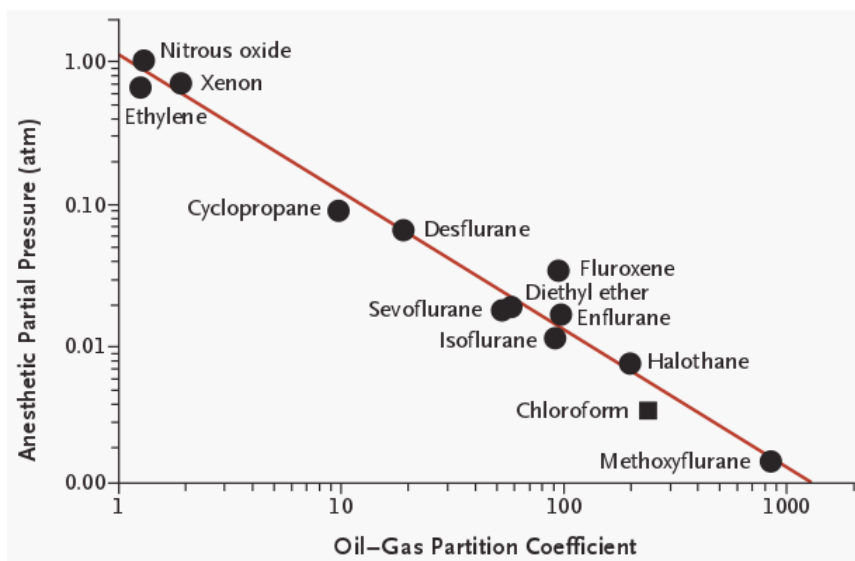 Nitrous oxide
1.00
Xenon
Ethylene
0.10
Cyclopropane
Desflurane
Fluroxene
Diethyl ether
Sevoflurane
Enflurane
Isoflurane
0.01
Halothane
Chloroform
Methoxyflurane
0.00
1 10 100 1000
Anesthetic Partial Pressure (atm)
Oil–Gas Partition Coefficient